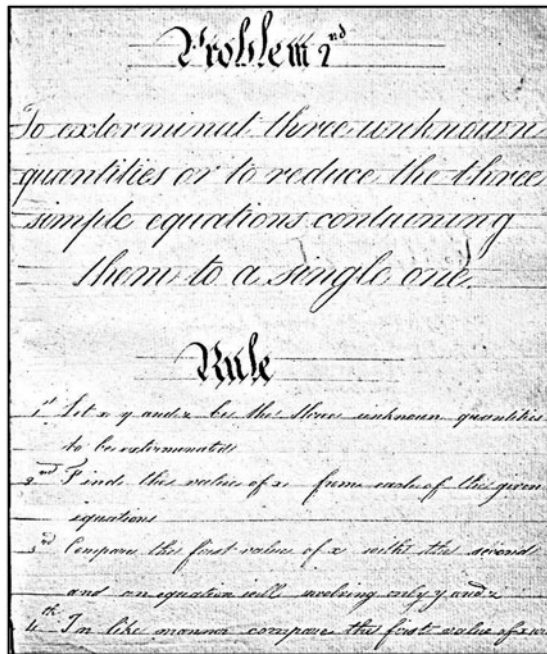 Problem 2nd
To exterminat three unknown
quantities or to reduce the three
simple equations containing
them to a single one.
Rule
1st Let x y and z be the three unknown quantities
to be exterminated
2nd Find the values of x from each of the given
equations
3rd Compare the first value of x with the second
and an equation will involving only y and z
4th In like manner compare the first value of x